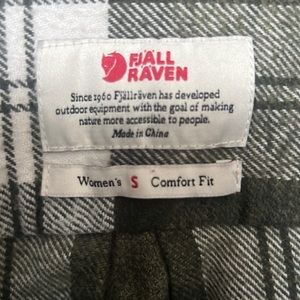 FJÄLL
RÄVEN
Since 1960 Fjällräven has developed
outdoor equipment with the goal of making
nature more accessible to people.
Made in China
Women's S Comfort Fit